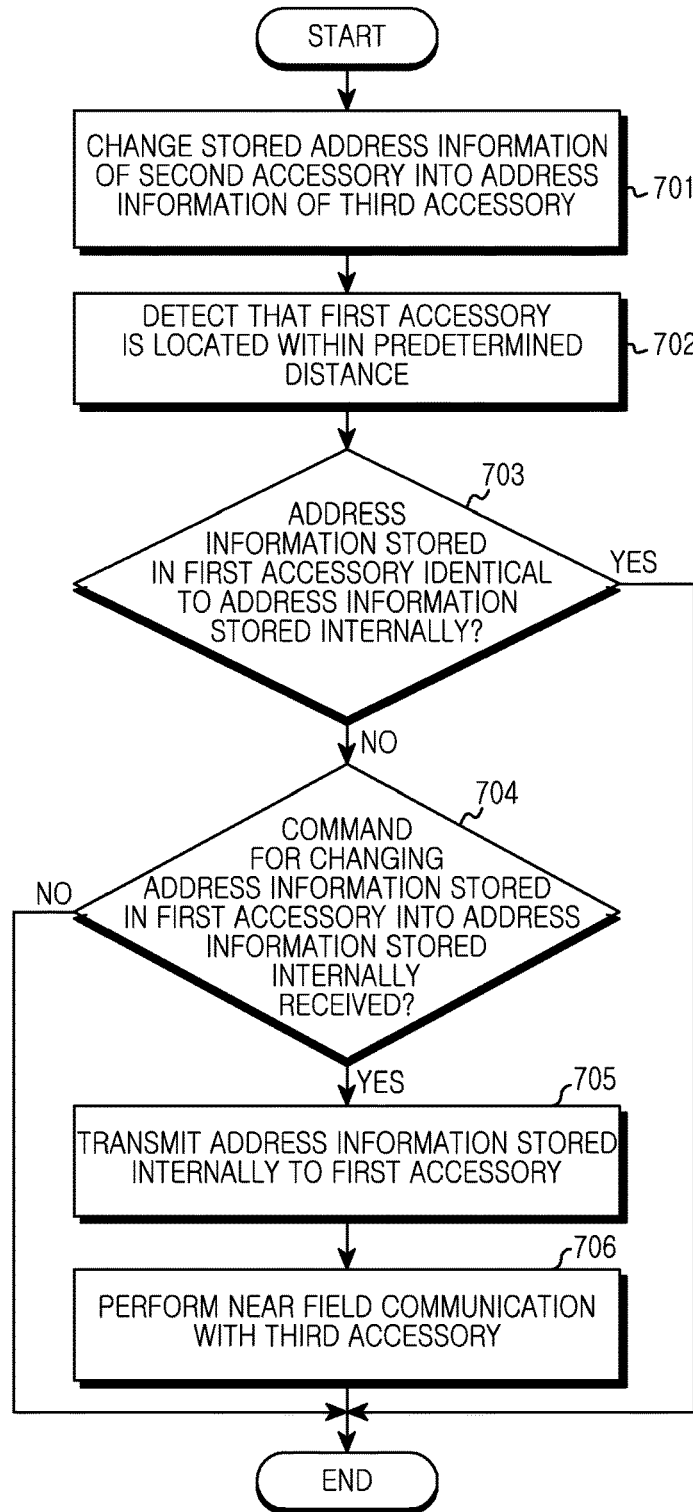 START
CHANGE STORED ADDRESS INFORMATION
OF SECOND ACCESSORY INTO ADDRESS
INFORMATION OF THIRD ACCESSORY
701
DETECT THAT FIRST ACCESSORY
IS LOCATED WITHIN PREDETERMINED
DISTANCE
702
703
ADDRESS
INFORMATION STORED
IN FIRST ACCESSORY IDENTICAL
TO ADDRESS INFORMATION
STORED INTERNALLY?
YES
NO
704
COMMAND
FOR CHANGING
ADDRESS INFORMATION STORED
IN FIRST ACCESSORY INTO ADDRESS
INFORMATION STORED
INTERNALLY
RECEIVED?
NO
YES
705
TRANSMIT ADDRESS INFORMATION STORED
INTERNALLY TO FIRST ACCESSORY
706
PERFORM NEAR FIELD COMMUNICATION
WITH THIRD ACCESSORY
END